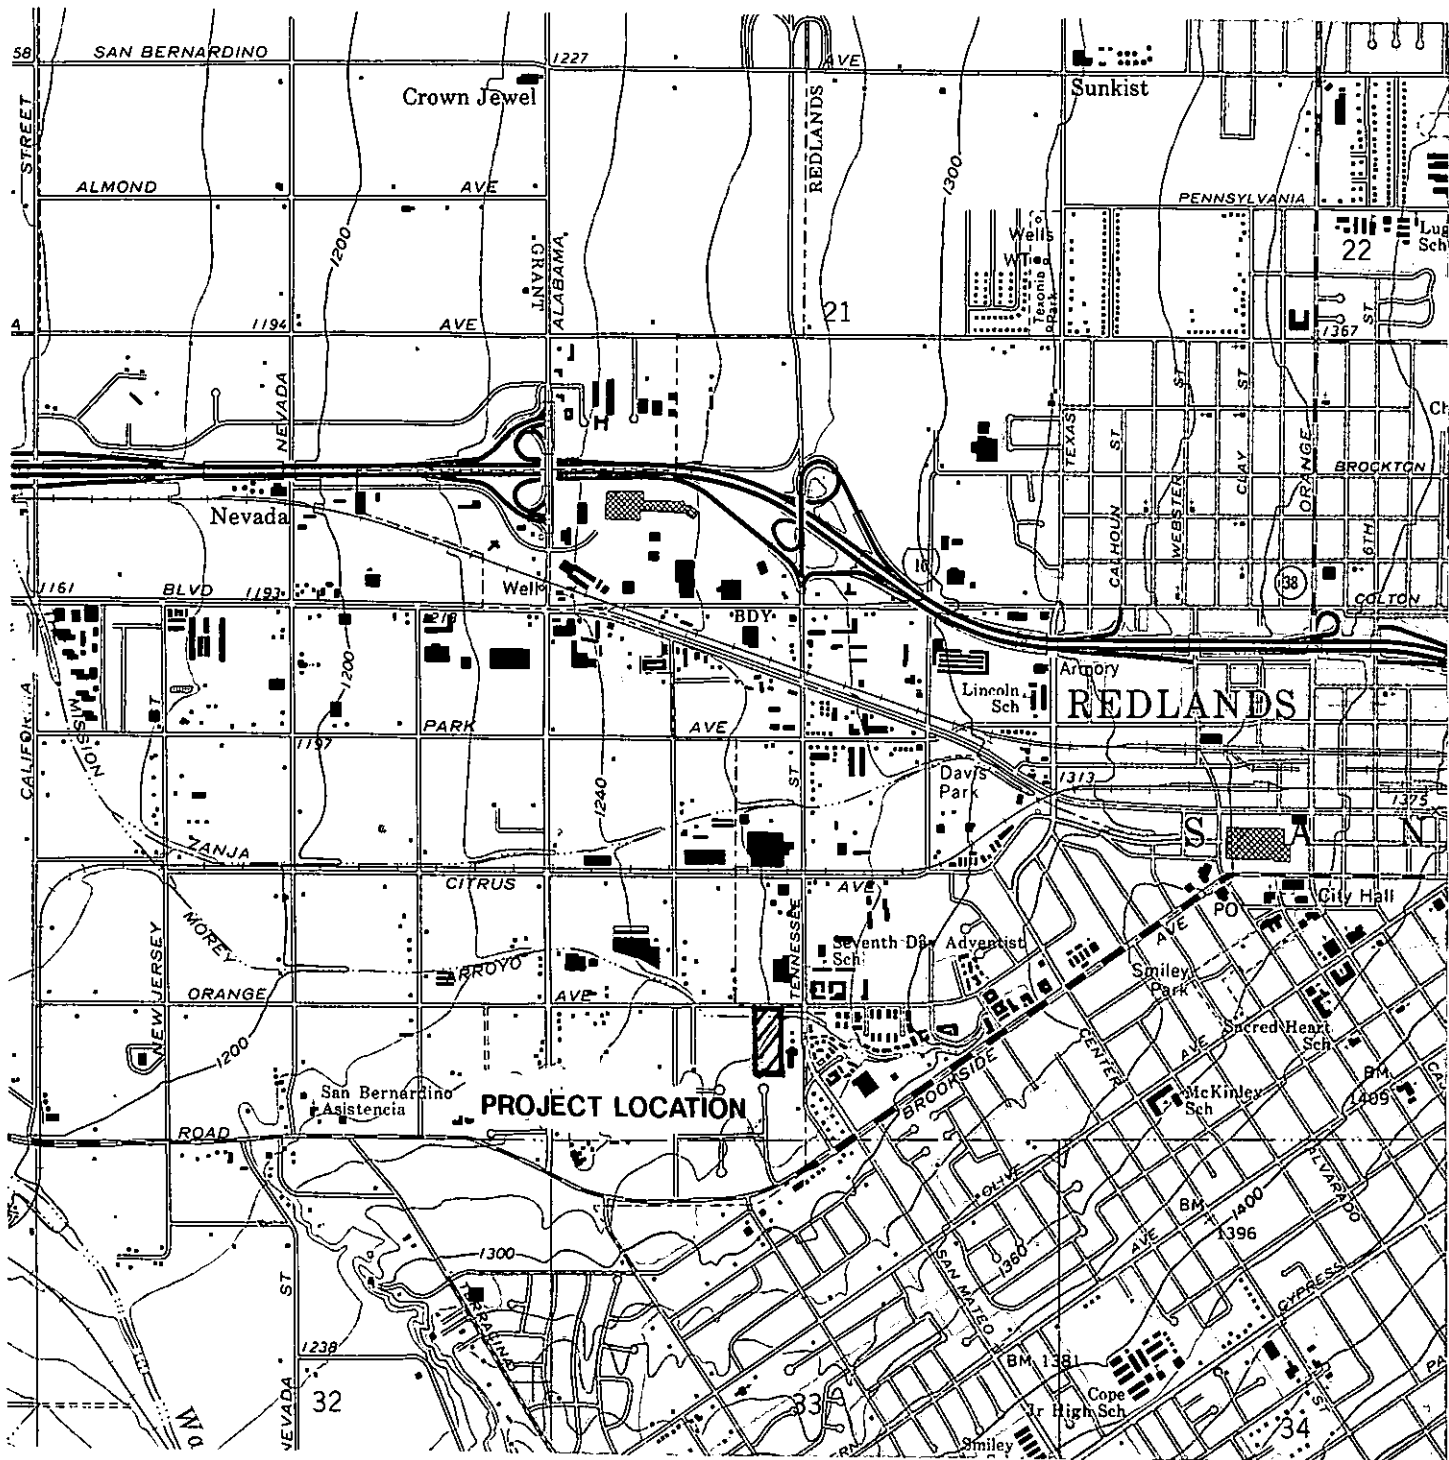 58
SAN BERNARDINO
1227
AVE
Crown Jewel
Sunkist
STREET
REDLANDS
1300
ALMOND
AVE
PENNSYLVANIA
1200
GRANT
ALABAMA
Wells
WT
Texonia
Park
22
Sch
1194
AVE
21
1367
ST
NEVADA
TEXAS
ST
ST
ST
CALHOUN
WEBSTER
CLAY
ORANGE
BROCKTON
6TH
Nevada
10
38
1161
BLVD
1193
Well
COLTON
BDY
1200
Armory
Lincoln
Sch
REDLANDS
CALIFORNIA
MISSION
ST
PARK
AVE
1197
1240
ST
Davis
Park
1313
1375
S A N
ZANJA
CITRUS
AVE
City Hall
PO
NEW JERSEY
MOREY
ARROYO
TENNESSEE
Seventh Day Adventist
Sch
AVE
Smiley
Park
ORANGE
AVE
1200
CENTER
AVE
Sacred Heart
Sch
BROOKSIDE
San Bernardino
Asistencia
PROJECT LOCATION
McKinley
Sch
BM
1409
ROAD
OLIVE
BM
1396
1400
AVE
1300
1360
SAN MATEO
CYPRESS
TERRACINA
ST
1238
NEVADA
32
33
BM 1381
Cope
Jr High Sch
Smiley
ST
34